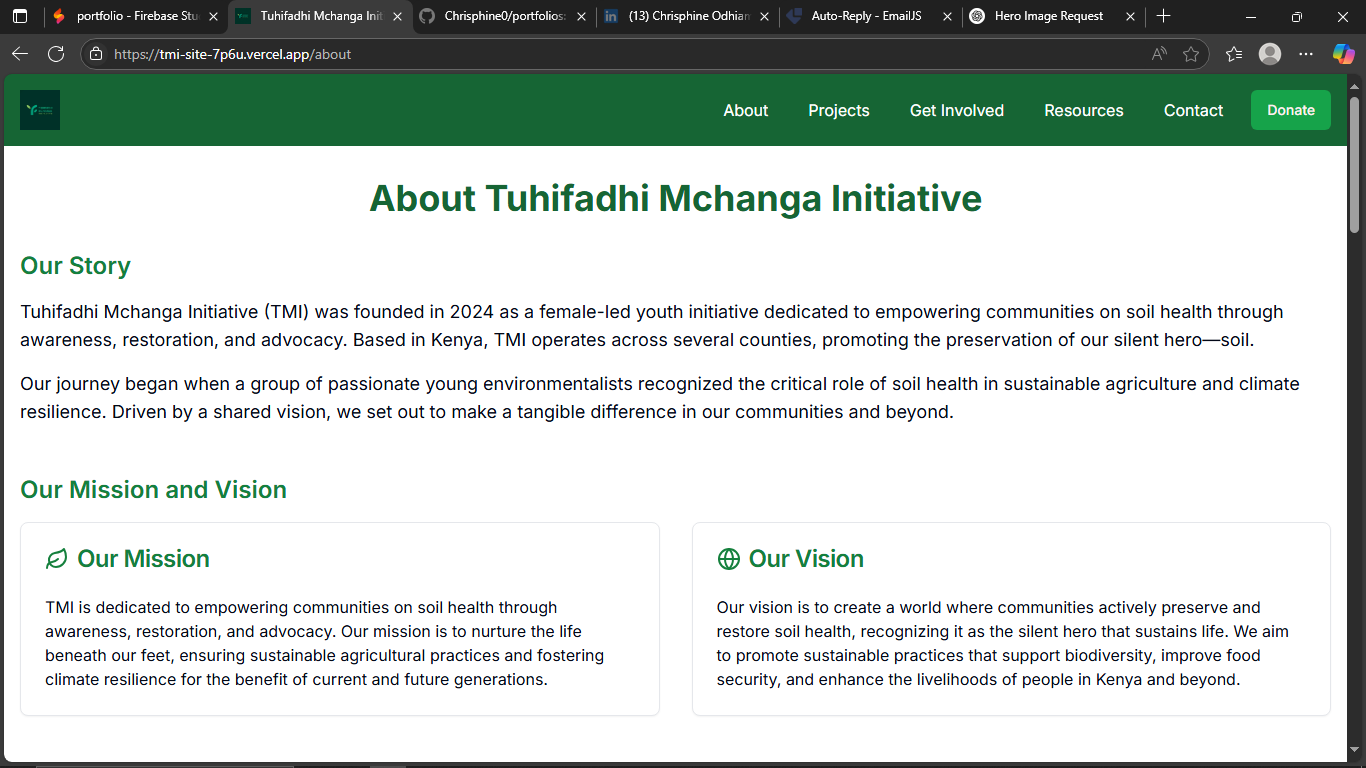 portfolio - Firebase Stu
Tuhifadhi Mchanga Init
Chrisphine0/portfolios
(13) Chrisphine Odhiam
Auto-Reply - EmailJS
Hero Image Request
https://tmi-site-7p6u.vercel.app/about
About
Projects
Get Involved
Resources
Contact
Donate
About Tuhifadhi Mchanga Initiative
Our Story
Tuhifadhi Mchanga Initiative (TMI) was founded in 2024 as a female-led youth initiative dedicated to empowering communities on soil health through
awareness, restoration, and advocacy. Based in Kenya, TMI operates across several counties, promoting the preservation of our silent hero—soil.
Our journey began when a group of passionate young environmentalists recognized the critical role of soil health in sustainable agriculture and climate
resilience. Driven by a shared vision, we set out to make a tangible difference in our communities and beyond.
Our Mission and Vision
Our Mission
TMI is dedicated to empowering communities on soil health through
awareness, restoration, and advocacy. Our mission is to nurture the life
beneath our feet, ensuring sustainable agricultural practices and fostering
climate resilience for the benefit of current and future generations.
Our Vision
Our vision is to create a world where communities actively preserve and
restore soil health, recognizing it as the silent hero that sustains life. We aim
to promote sustainable practices that support biodiversity, improve food
security, and enhance the livelihoods of people in Kenya and beyond.